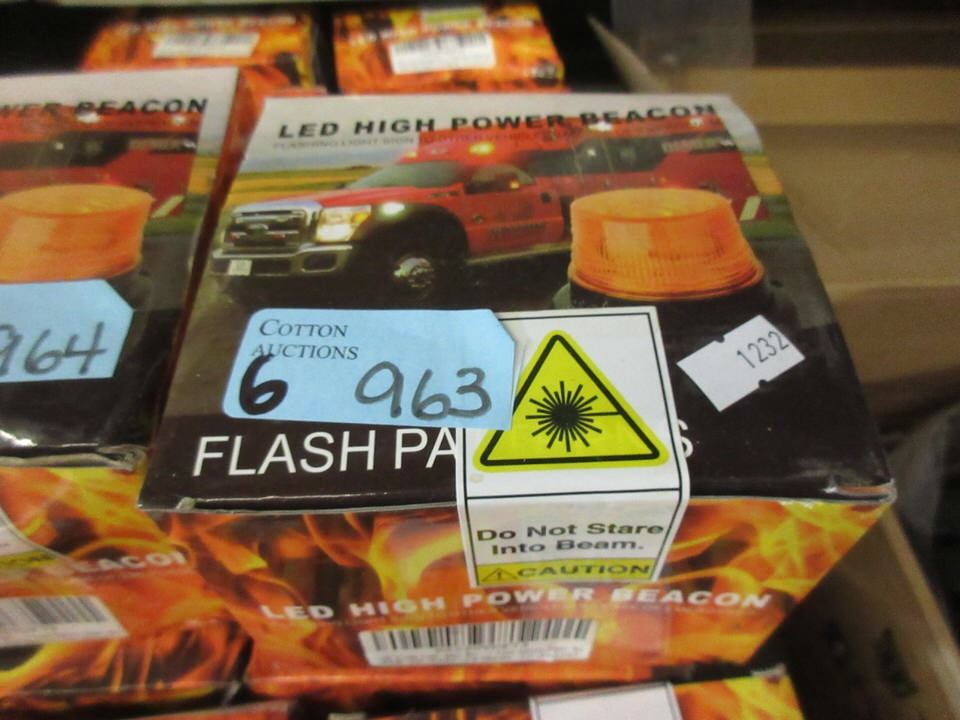 WER BEACON
LED HIGH POWER BEACON
COTTON
AUCTIONS
6 963
964
1232
FLASH PA
Do Not Stare
Into Beam.
CAUTION
LED HIGH POWER BEACON